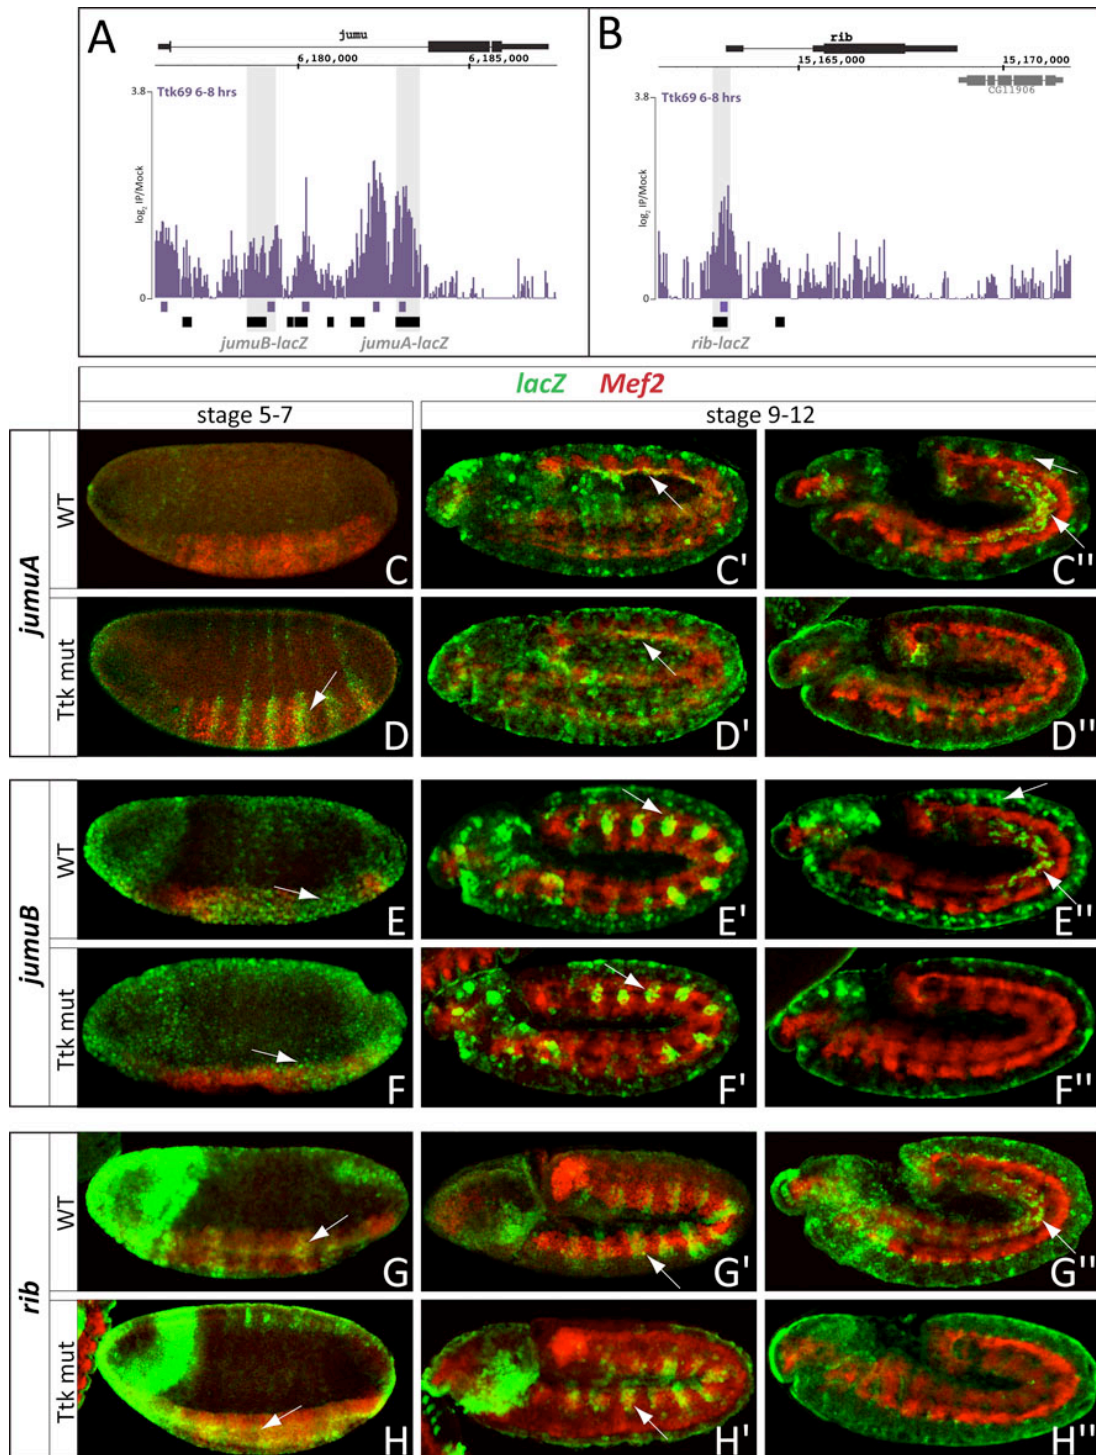 A
jumu
6,180,000 6,185,000
3.8
Ttk69 6-8 hrs
log2 IP/Mock
0
jumuB-lacZ jumuA-lacZ
B
rib
15,165,000 15,170,000
CG11906
3.8
Ttk69 6-8 hrs
log2 IP/Mock
0
rib-lacZ
lacZ Mef2
stage 5-7 stage 9-12
jumuA
WT
C C' C''
Ttk mut
D D' D''
jumuB
WT
E E' E''
Ttk mut
F F' F''
rib
WT
G G' G''
Ttk mut
H H' H''